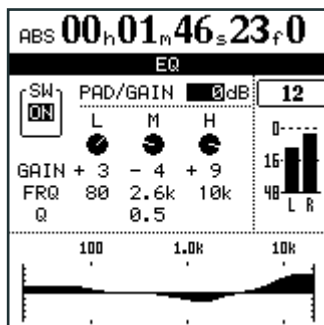 ABS 00h01m46s23f0
EQ
SW PAD/GAIN 0dB 12
ON L M H 0
GAIN +3 -4 +9 16
FRQ 80 2.6k 10k 48
Q 0.5 L R
100 1.0k 10k